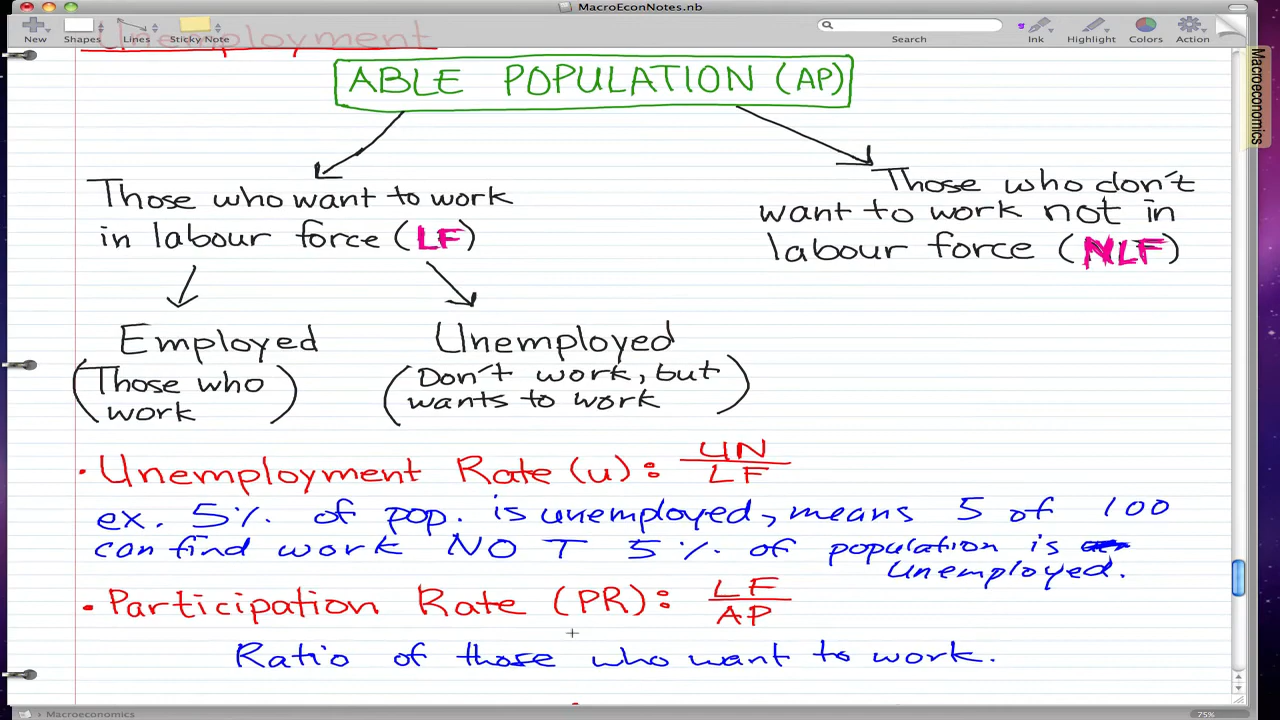 MacroEconNotes.nb
New Shapes Lines Sticky Note Search Ink Highlight Colors Action
Macroeconomics
Unemployment
ABLE POPULATION (AP)
Those who want to work
in labour force (LF)
Those who don't
want to work not in
labour force (NLF)
Employed
(Those who
work)
Unemployed
(Don't work, but
wants to work)
• Unemployment Rate (u): UN
LF
ex. 5% of pop. is unemployed, means 5 of 100
can find work NOT 5% of population is
unemployed.
• Participation Rate (PR): LF
AP
Ratio of those who want to work.
Macroeconomics
75%